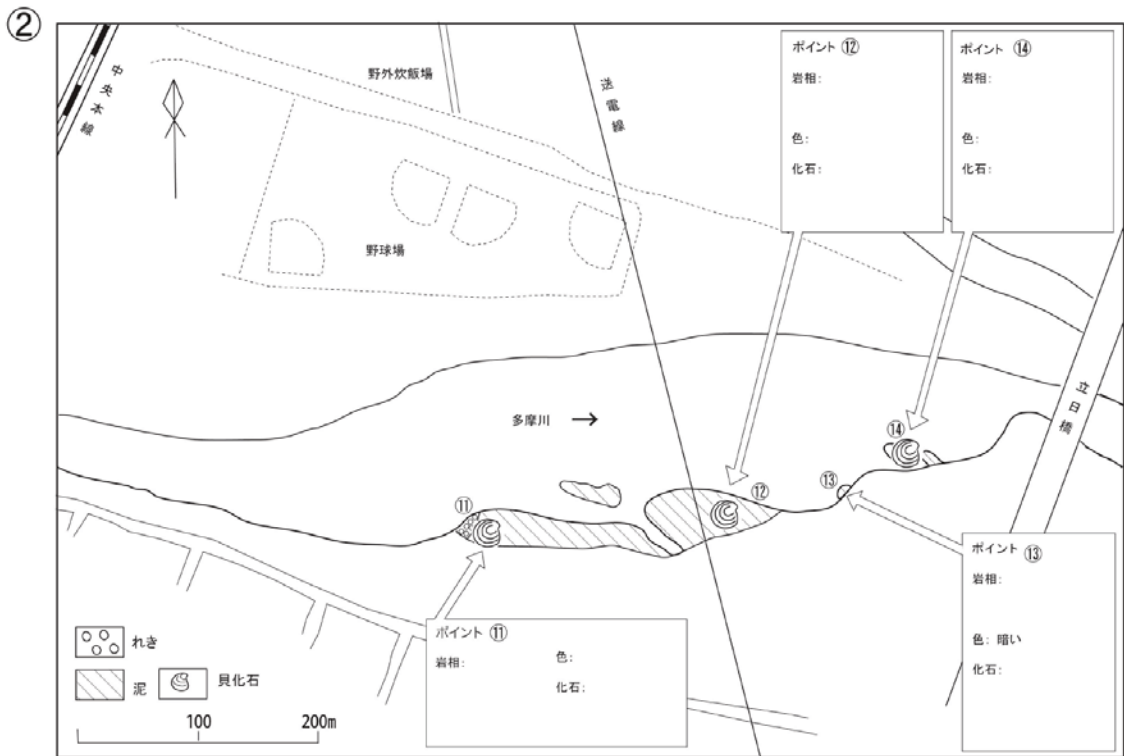 ②
中央本線
野外炊飯場
送電線
ポイント ⑫
岩相:
色:
化石:
ポイント ⑭
岩相:
色:
化石:
野球場
立日橋
多摩川 →
⑭
⑬
⑫
⑪
ポイント ⑬
岩相:
色: 暗い
化石:
ポイント ⑪
岩相:
色:
化石:
れき
泥
貝化石
100
200m